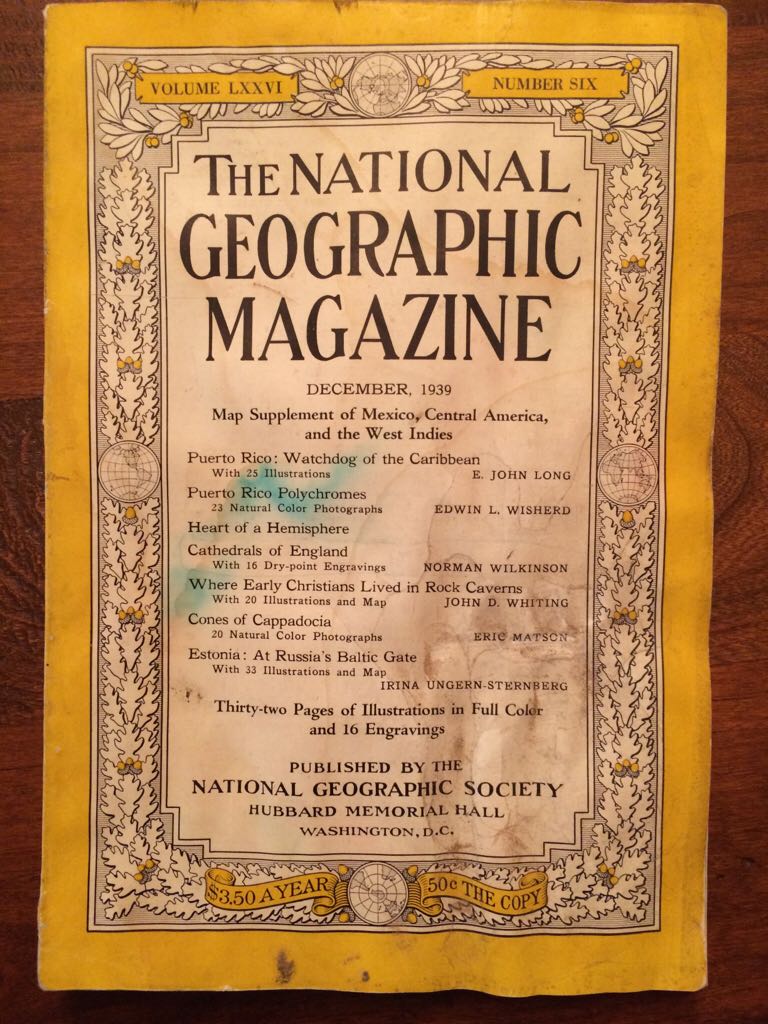 VOLUME LXXVI
NUMBER SIX
THE NATIONAL
GEOGRAPHIC
MAGAZINE
DECEMBER, 1939
Map Supplement of Mexico, Central America,
and the West Indies
Puerto Rico: Watchdog of the Caribbean
With 25 Illustrations E. JOHN LONG
Puerto Rico Polychromes
23 Natural Color Photographs EDWIN L. WISHERD
Heart of a Hemisphere
Cathedrals of England
With 16 Dry-point Engravings NORMAN WILKINSON
Where Early Christians Lived in Rock Caverns
With 20 Illustrations and Map JOHN D. WHITING
Cones of Cappadocia
20 Natural Color Photographs ERIC MATSON
Estonia: At Russia's Baltic Gate
With 33 Illustrations and Map
IRINA UNGERN-STERNBERG
Thirty-two Pages of Illustrations in Full Color
and 16 Engravings
PUBLISHED BY THE
NATIONAL GEOGRAPHIC SOCIETY
HUBBARD MEMORIAL HALL
WASHINGTON, D.C.
$3.50 A YEAR
50c THE COPY